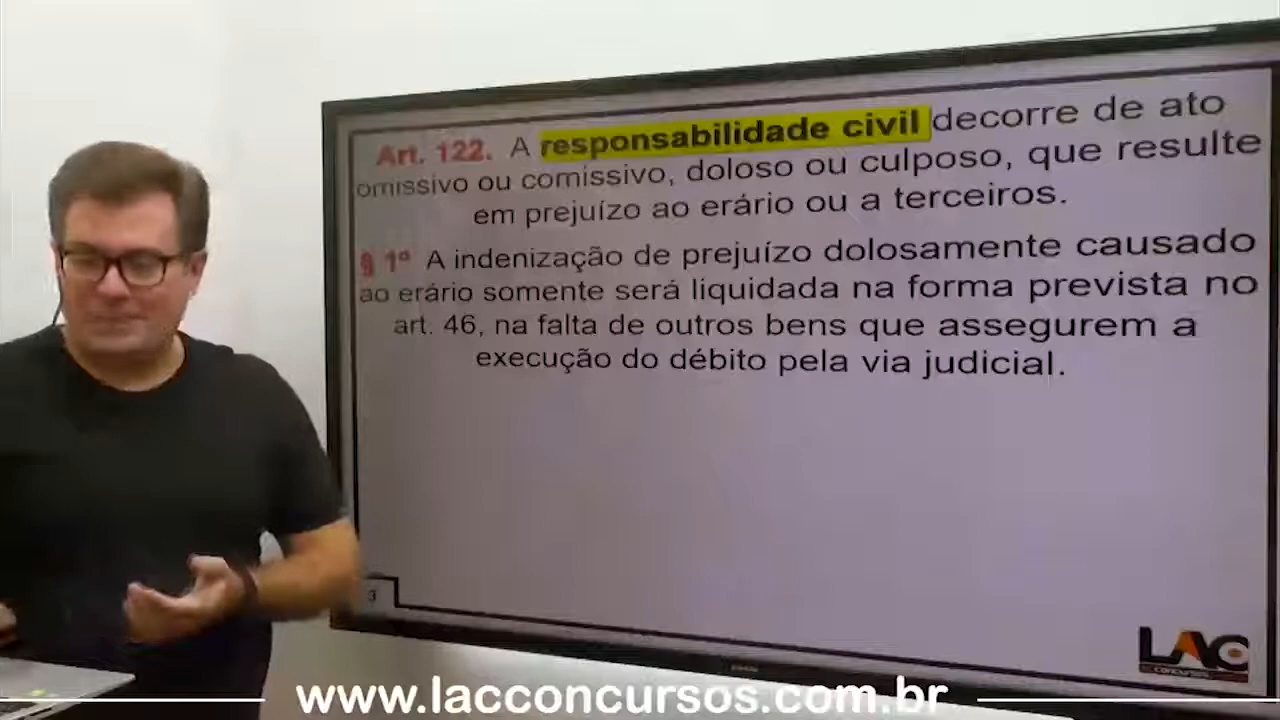 Art. 122. A responsabilidade civil decorre de ato
omissivo ou comissivo, doloso ou culposo, que resulte
em prejuízo ao erário ou a terceiros.
§ 1º A indenização de prejuízo dolosamente causado
ao erário somente será liquidada na forma prevista no
art. 46, na falta de outros bens que assegurem a
execução do débito pela via judicial.
3
LAC
CONCURSOS
www.lacconcursos.com.br